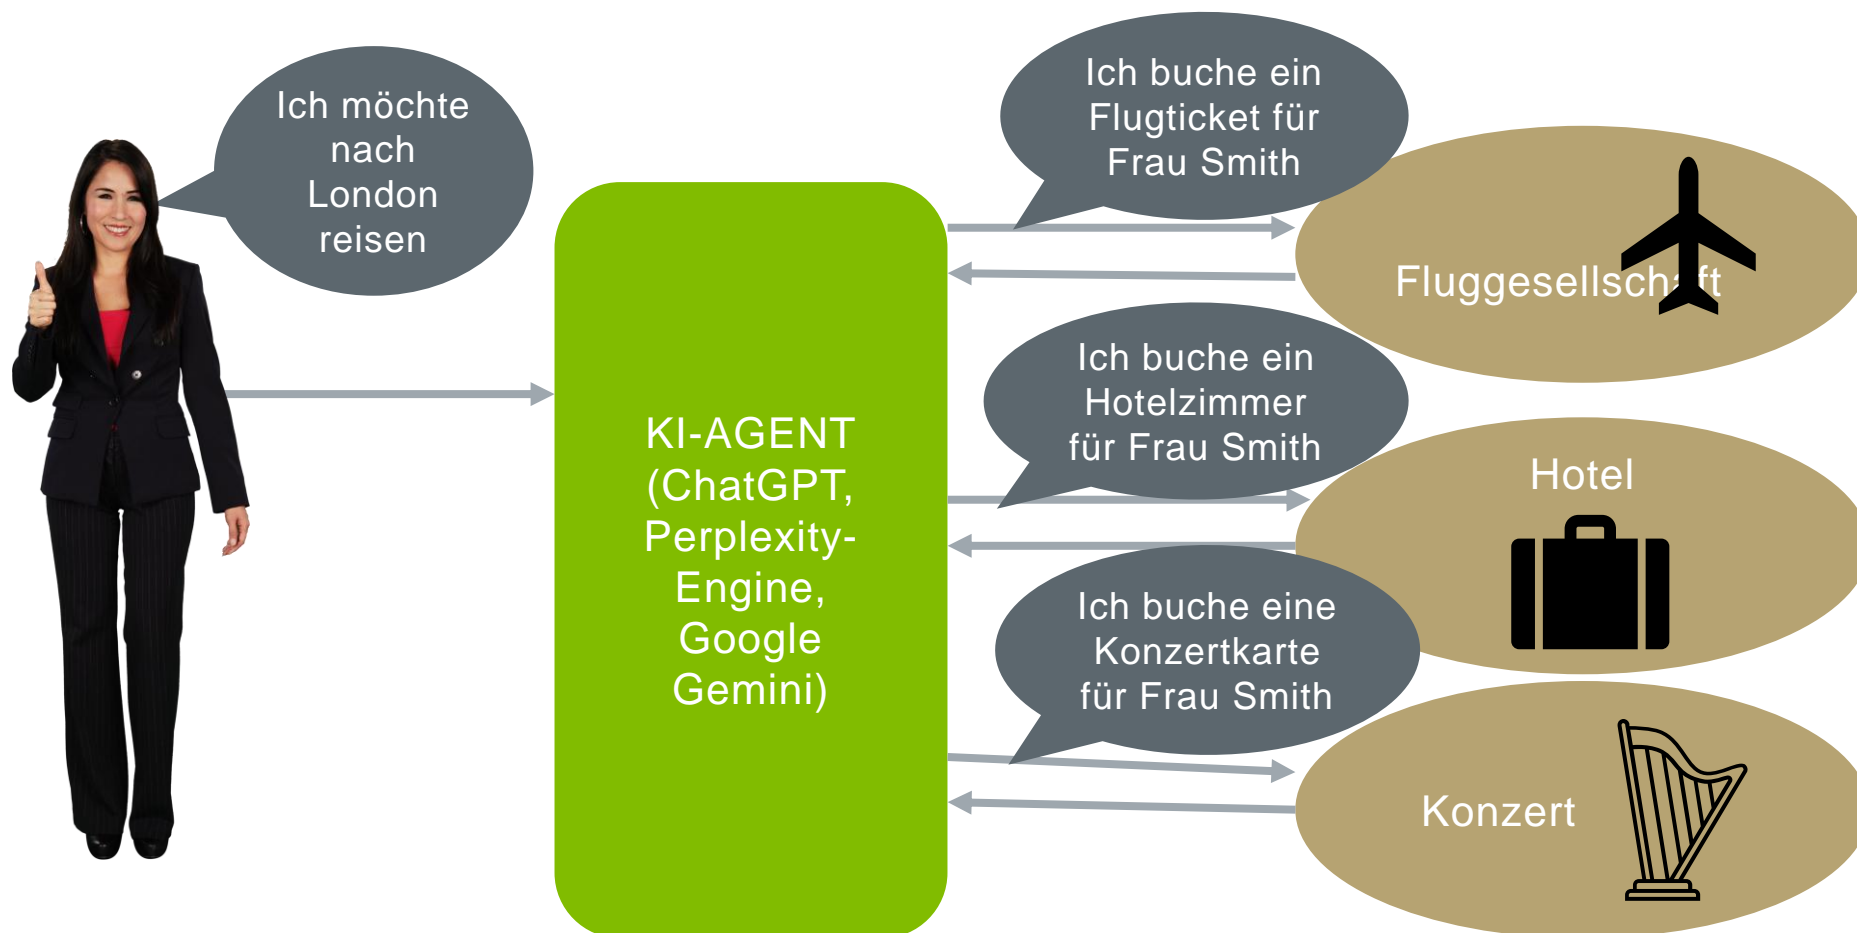 Ich möchte
nach
London
reisen
KI-AGENT
(ChatGPT,
Perplexity-
Engine,
Google
Gemini)
Ich buche ein
Flugticket für
Frau Smith
Fluggesellschaft
Ich buche ein
Hotelzimmer
für Frau Smith
Hotel
Ich buche eine
Konzertkarte
für Frau Smith
Konzert